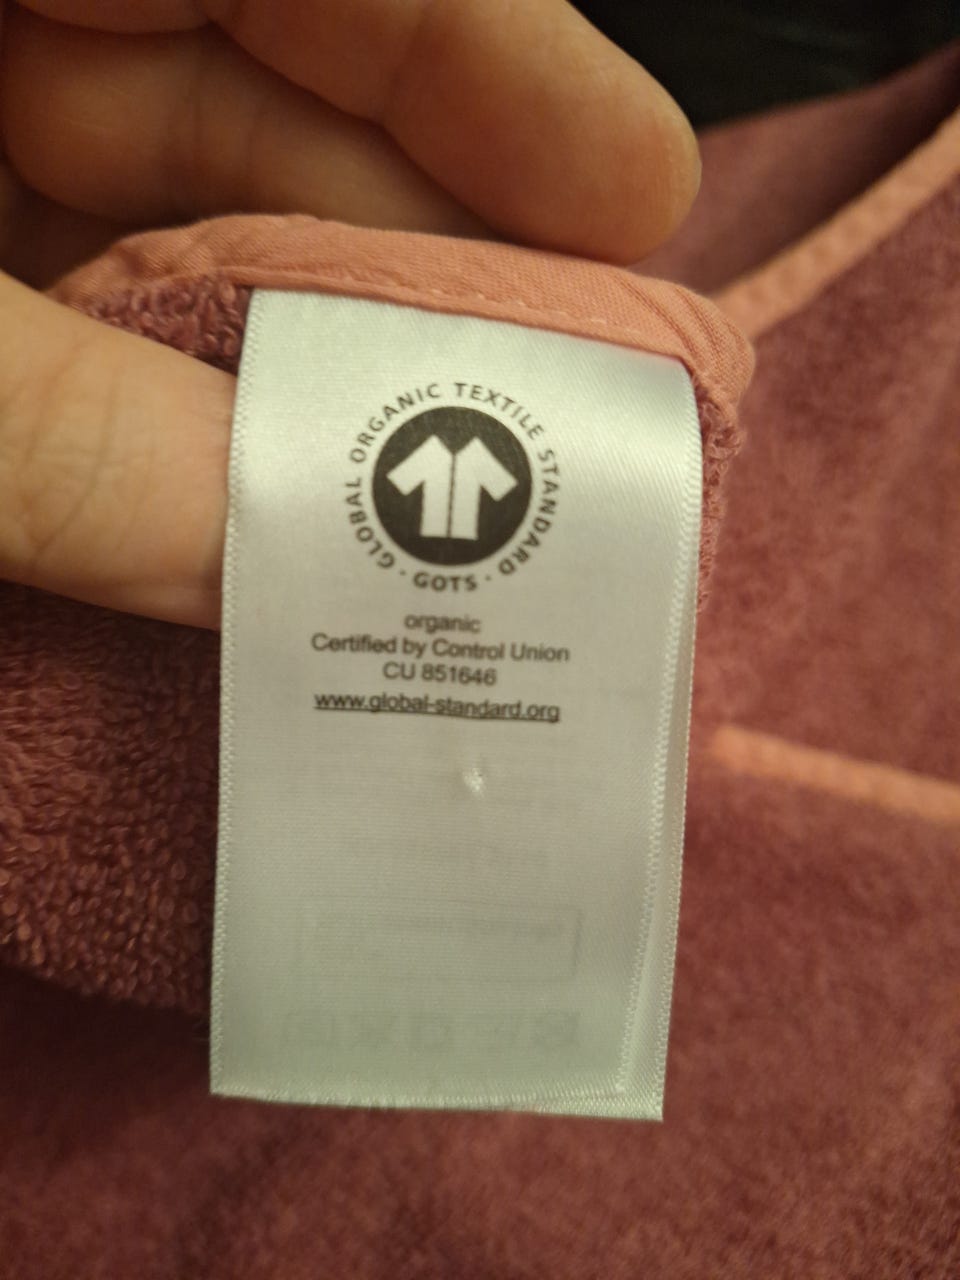 GLOBAL ORGANIC TEXTILE STANDARD · GOTS ·
organic
Certified by Control Union
CU 851646
www.global-standard.org